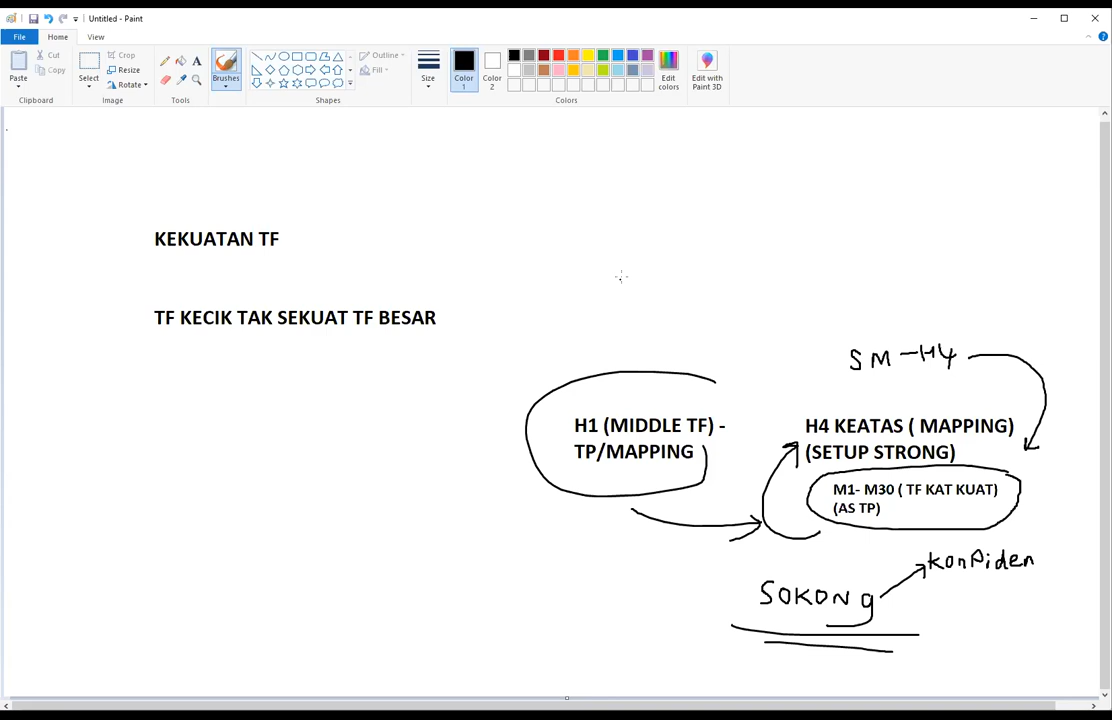 Untitled - Paint
File
Home
View
Paste
Cut
Copy
Clipboard
Select
Crop
Resize
Rotate
Image
A
Tools
Brushes
Shapes
Outline
Fill
Size
Color 1
Color 2
Edit colors
Edit with Paint 3D
Colors
KEKUATAN TF
TF KECIK TAK SEKUAT TF BESAR
SM - H4
H1 (MIDDLE TF) -
TP/MAPPING
H4 KEATAS ( MAPPING)
(SETUP STRONG)
M1- M30 ( TF KAT KUAT)
(AS TP)
konPiden
SOKONg